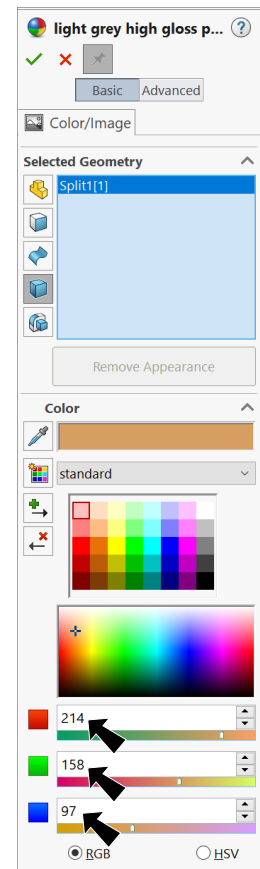 light grey high gloss p... ?
Basic Advanced
Color/Image
Selected Geometry
Split1[1]
Remove Appearance
Color
standard
214
158
97
RGB HSV